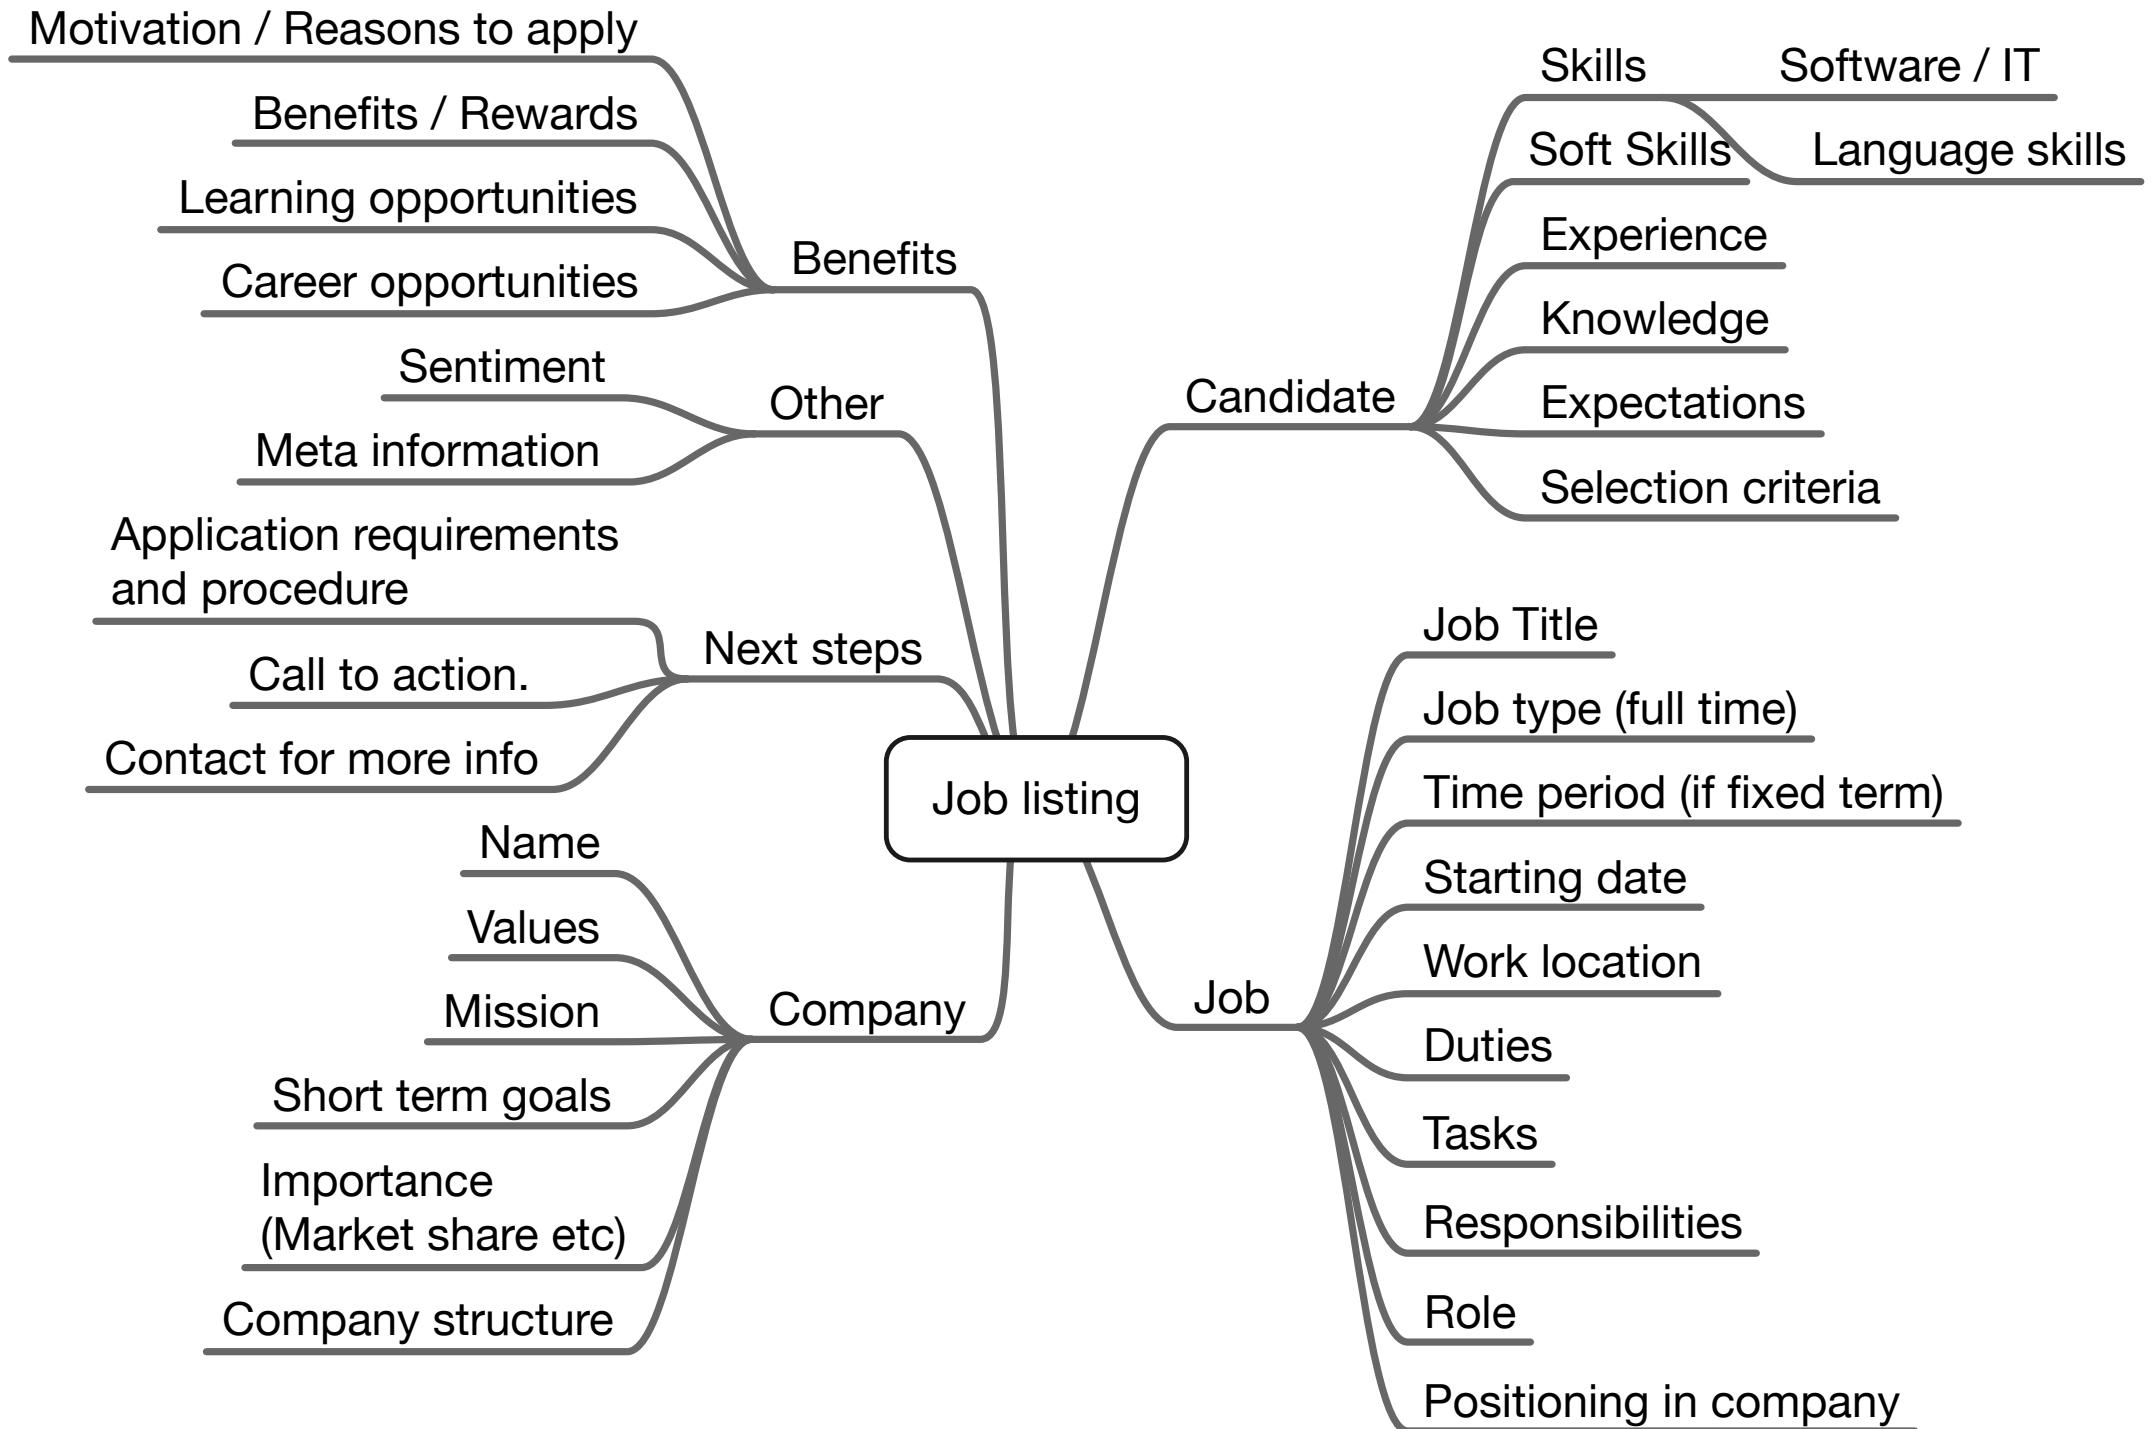 Motivation / Reasons to apply
Benefits / Rewards
Learning opportunities
Career opportunities
Benefits
Sentiment
Meta information
Other
Application requirements
and procedure
Call to action.
Contact for more info
Next steps
Name
Values
Mission
Short term goals
Importance
(Market share etc)
Company structure
Company
Job listing
Candidate
Skills
Software / IT
Language skills
Soft Skills
Experience
Knowledge
Expectations
Selection criteria
Job
Job Title
Job type (full time)
Time period (if fixed term)
Starting date
Work location
Duties
Tasks
Responsibilities
Role
Positioning in company